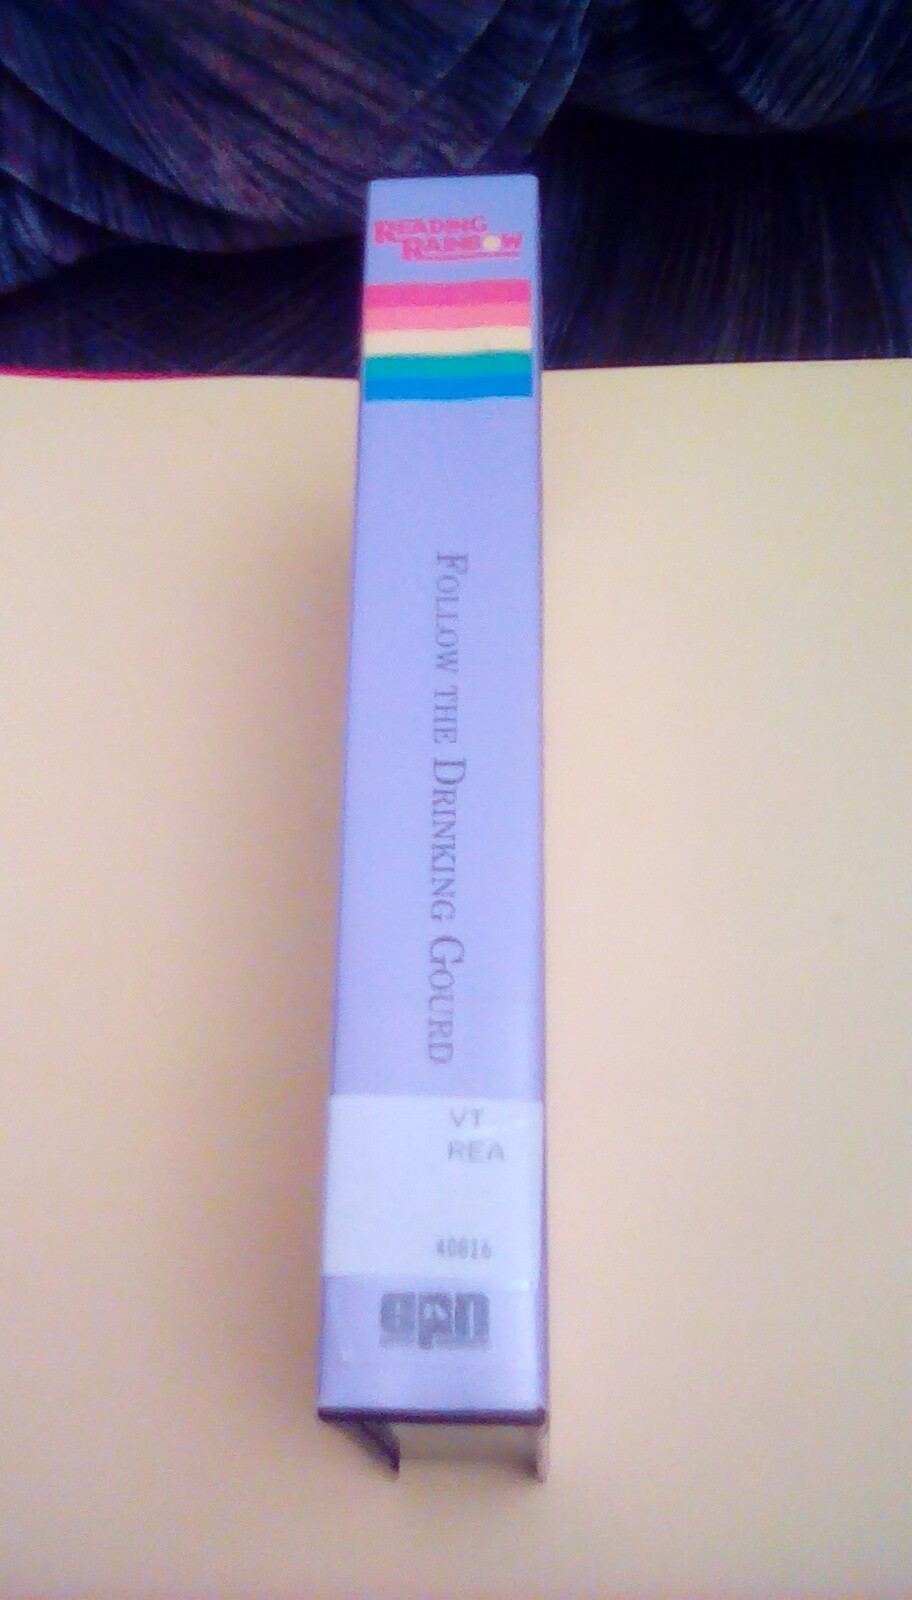 READING
RAINBOW
FOLLOW THE DRINKING GOURD
VT
REA
40816
gpn